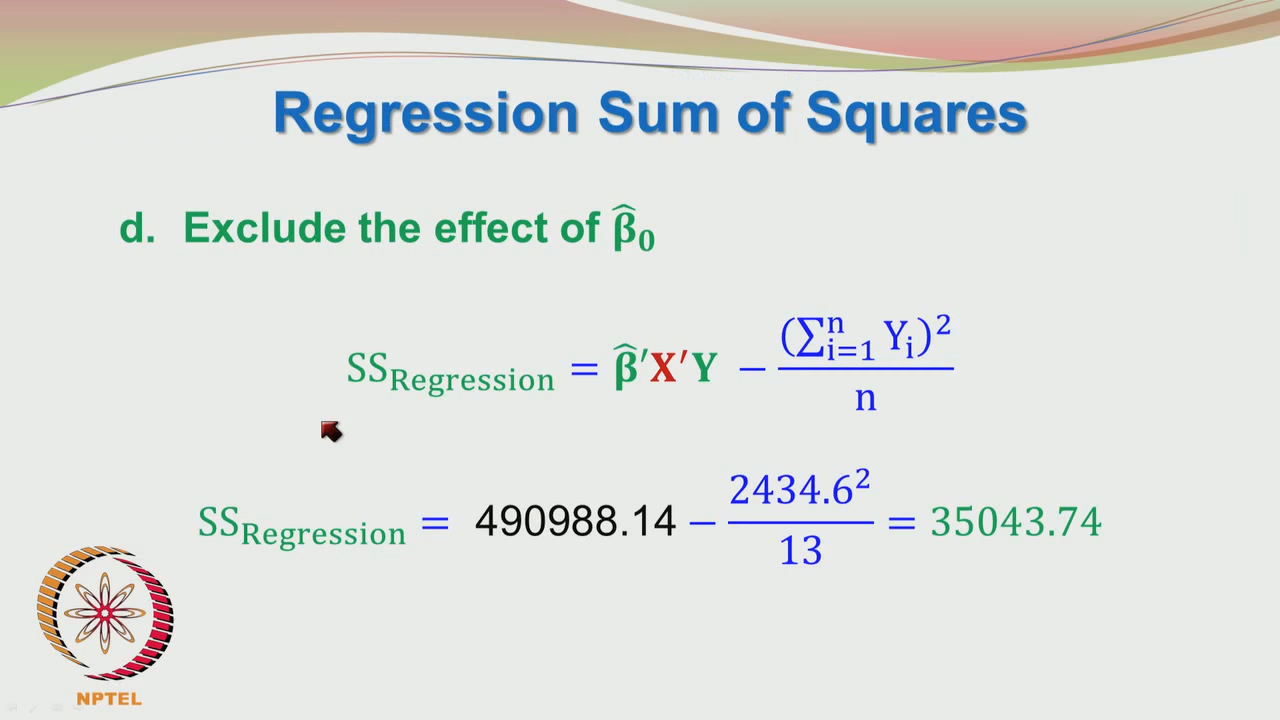 Regression Sum of Squares
d. Exclude the effect of β̂₀
SS_Regression = β̂′X′Y − (∑ⁿᵢ₌₁ Yᵢ)² / n
SS_Regression = 490988.14 − 2434.6² / 13 = 35043.74
NPTEL